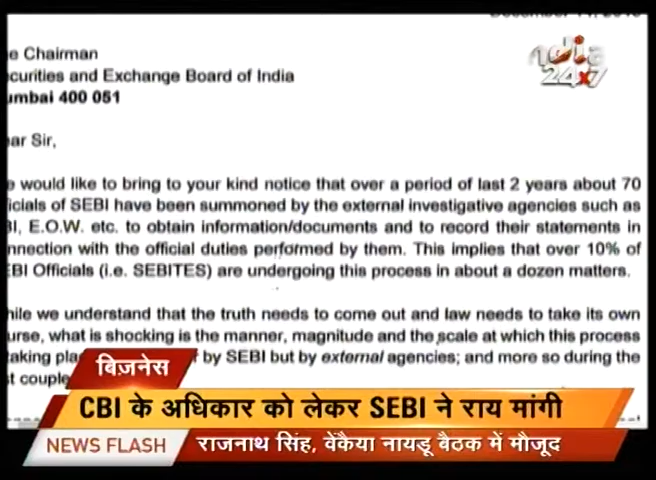 e Chairman
curities and Exchange Board of India
umbai 400 051
India
24x7
ar Sir,
would like to bring to your kind notice that over a period of last 2 years about 70
icials of SEBI have been summoned by the external investigative agencies such as
BI, E.O.W. etc. to obtain information/documents and to record their statements in
nnection with the official duties performed by them. This implies that over 10% of
EBI Officials (i.e. SEBITES) are undergoing this process in about a dozen matters.
hile we understand that the truth needs to come out and law needs to take its own
urse, what is shocking is the manner, magnitude and the scale at which this process
aking pla by SEBI but by external agencies; and more so during the
t couple
बिज़नेस
CBI के अधिकार को लेकर SEBI ने राय मांगी
NEWS FLASH राजनाथ सिंह, वेंकैया नायडू बैठक में मौजूद